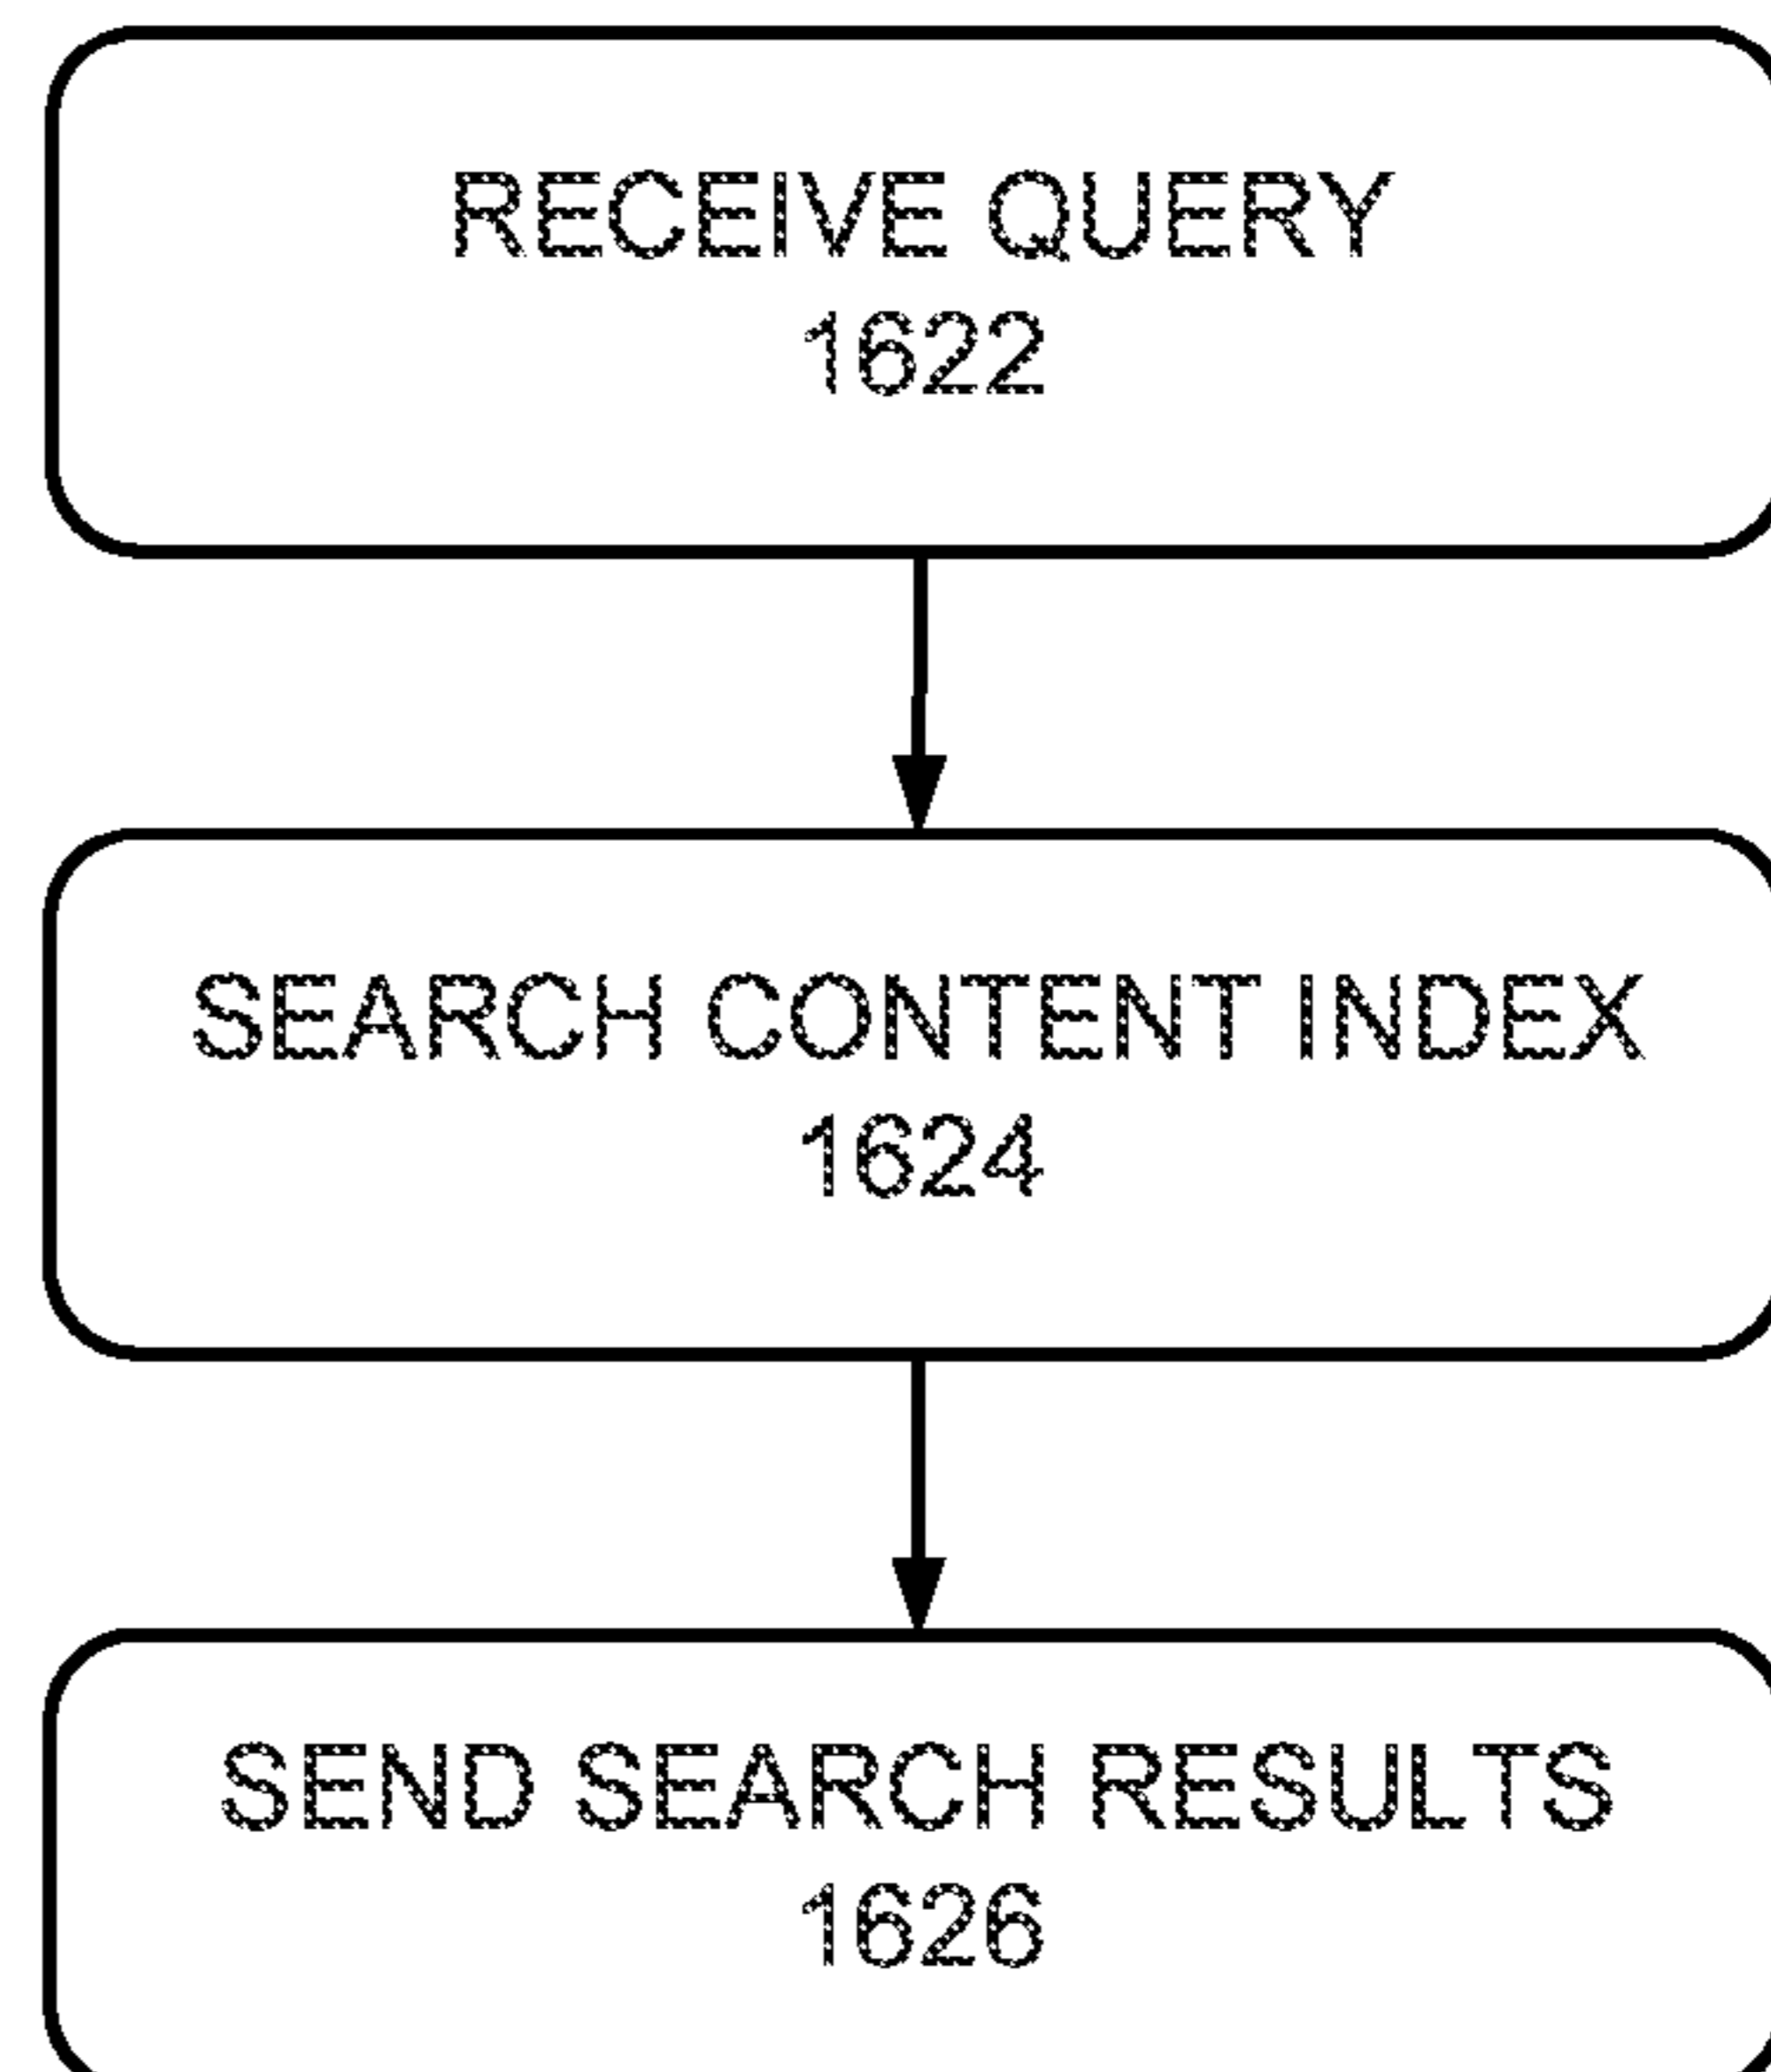 RECEIVE QUERY
1622
SEARCH CONTENT INDEX
1624
SEND SEARCH RESULTS
1626